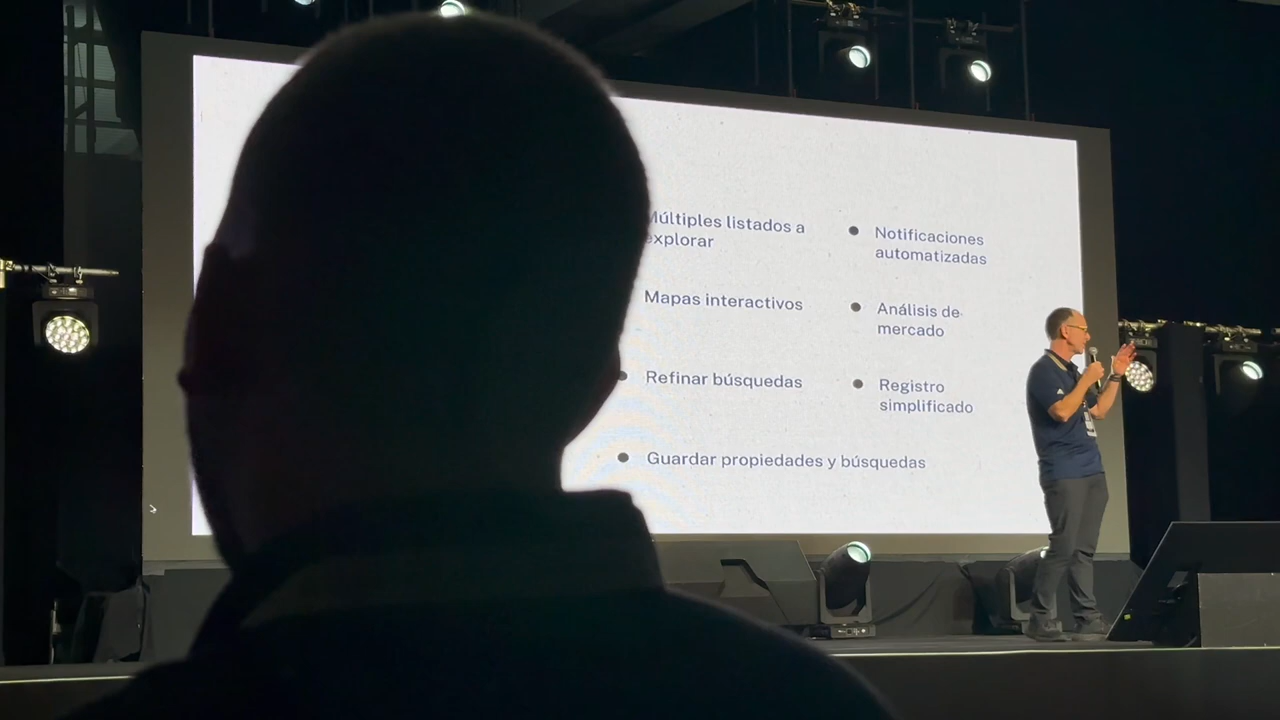 Múltiples listados a
explorar
Mapas interactivos
Refinar búsquedas
Guardar propiedades y búsquedas
Notificaciones
automatizadas
Análisis de
mercado
Registro
simplificado